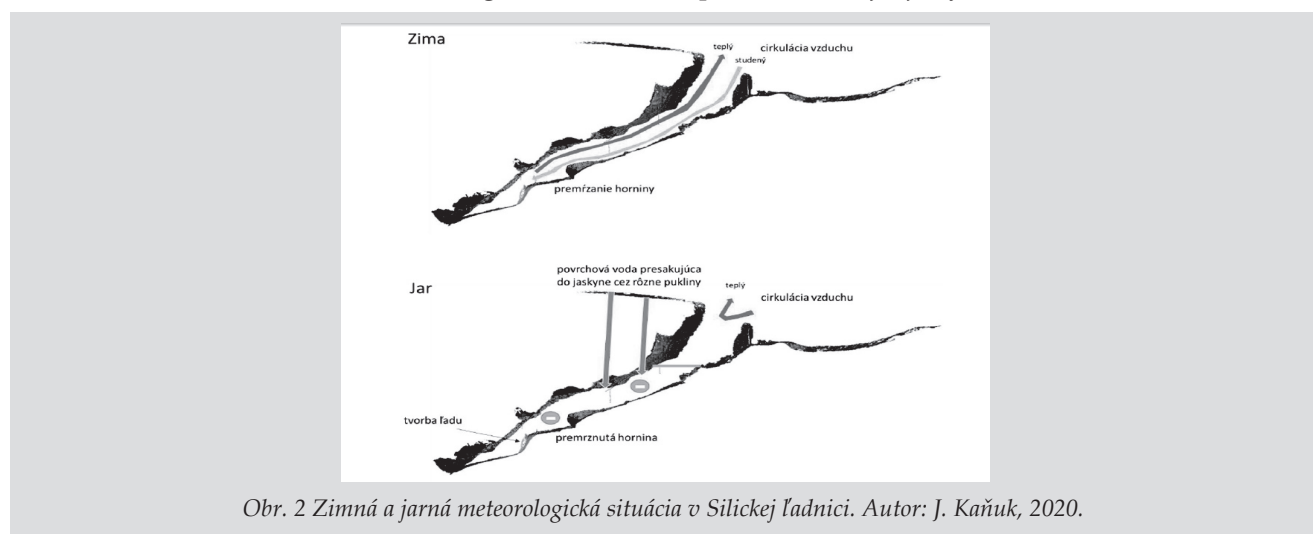 Zima
teplý
cirkulácia vzduchu
studený
premŕzanie horniny
povrchová voda presakujúca
do jaskyne cez rôzne pukliny
Jar
teplý
cirkulácia vzduchu
tvorba ľadu
premrznutá hornina
Obr. 2 Zimná a jarná meteorologická situácia v Silickej ľadnici. Autor: J. Kaňuk, 2020.